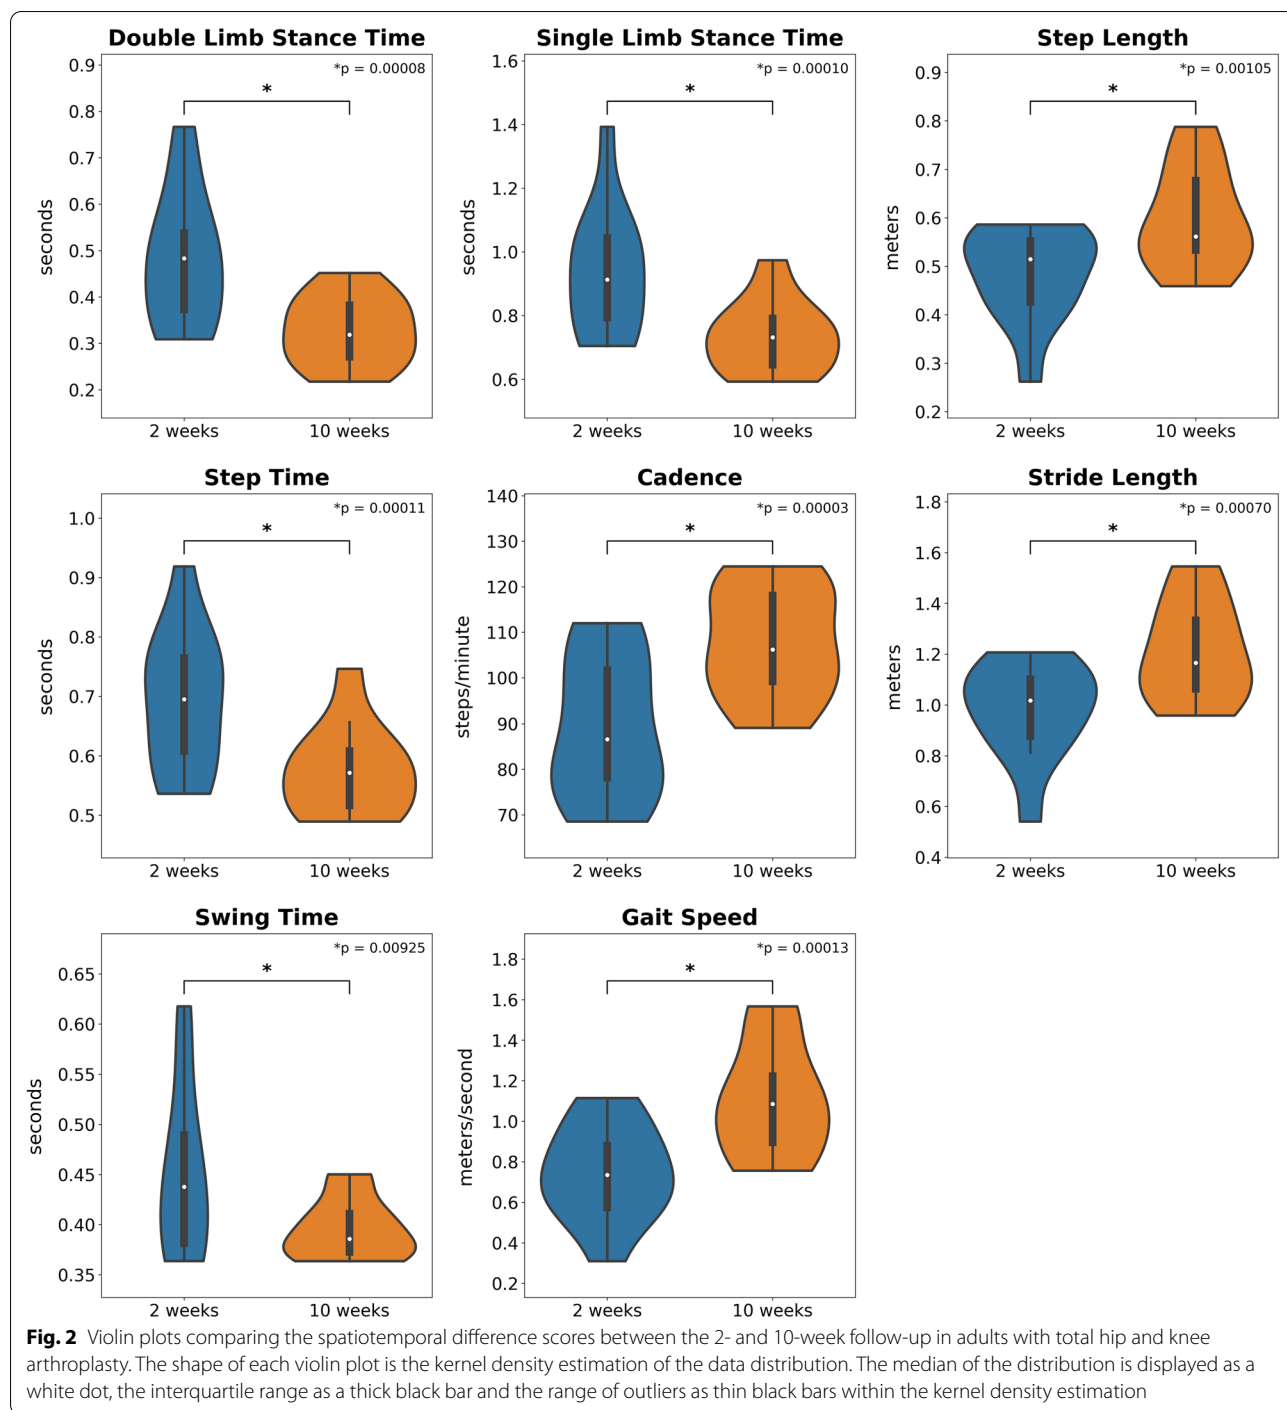 Double Limb Stance Time
*p = 0.00008
*
0.9
0.8
0.7
0.6
0.5
0.4
0.3
0.2
seconds
2 weeks
10 weeks
Single Limb Stance Time
*p = 0.00010
*
1.6
1.4
1.2
1.0
0.8
0.6
seconds
2 weeks
10 weeks
Step Length
*p = 0.00105
*
0.9
0.8
0.7
0.6
0.5
0.4
0.3
0.2
meters
2 weeks
10 weeks
Step Time
*p = 0.00011
*
1.0
0.9
0.8
0.7
0.6
0.5
seconds
2 weeks
10 weeks
Cadence
*p = 0.00003
*
140
130
120
110
100
90
80
70
steps/minute
2 weeks
10 weeks
Stride Length
*p = 0.00070
*
1.8
1.6
1.4
1.2
1.0
0.8
0.6
0.4
meters
2 weeks
10 weeks
Swing Time
*p = 0.00925
*
0.65
0.60
0.55
0.50
0.45
0.40
0.35
seconds
2 weeks
10 weeks
Gait Speed
*p = 0.00013
*
1.8
1.6
1.4
1.2
1.0
0.8
0.6
0.4
0.2
meters/second
2 weeks
10 weeks
Fig. 2 Violin plots comparing the spatiotemporal difference scores between the 2- and 10-week follow-up in adults with total hip and knee
arthroplasty. The shape of each violin plot is the kernel density estimation of the data distribution. The median of the distribution is displayed as a
white dot, the interquartile range as a thick black bar and the range of outliers as thin black bars within the kernel density estimation